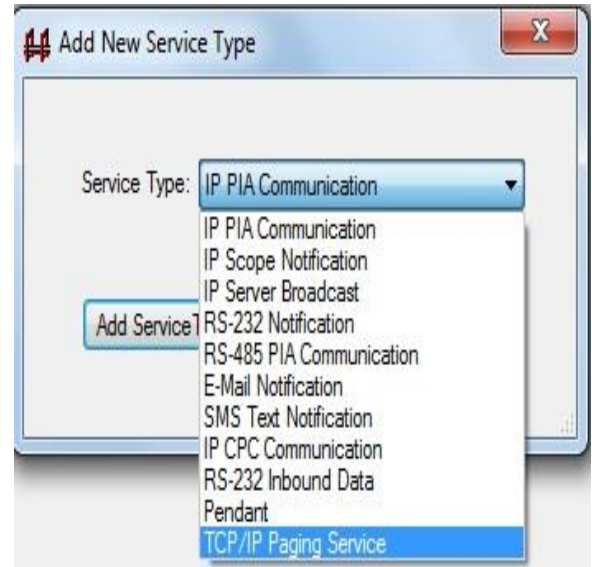 Add New Service Type
X
Service Type: IP PIA Communication
IP PIA Communication
IP Scope Notification
IP Server Broadcast
RS-232 Notification
Add Service
RS-485 PIA Communication
E-Mail Notification
SMS Text Notification
IP CPC Communication
RS-232 Inbound Data
Pendant
TCP/IP Paging Service